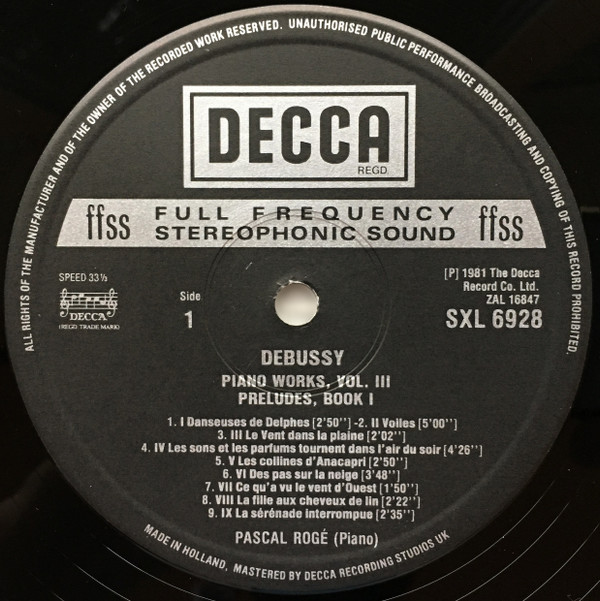 ALL RIGHTS OF THE MANUFACTURER AND OF THE OWNER OF THE RECORDED WORK RESERVED. UNAUTHORISED PUBLIC PERFORMANCE BROADCASTING AND COPYING OF THIS RECORD PROHIBITED.
DECCA
REGD.
ffss FULL FREQUENCY STEREOPHONIC SOUND ffss
SPEED 33⅓
DECCA
(REGD TRADE MARK)
Side
1
[P] 1981 The Decca
Record Co. Ltd.
ZAL 16847
SXL 6928
DEBUSSY
PIANO WORKS, VOL. III
PRELUDES, BOOK I
1. I Danseuses de Delphes [2'50''] -2. II Voiles [5'00'']
3. III Le Vent dans la plaine [2'02'']
4. IV Les sons et les parfums tournent dans l'air du soir [4'26'']
5. V Les collines d'Anacapri [2'50'']
6. VI Des pas sur la neige [3'48'']
7. VII Ce qu'a vu le vent d'Ouest [1'50'']
8. VIII La fille aux cheveux de lin [2'22'']
9. IX La sérénade interrompue [2'35'']
PASCAL ROGÉ (Piano)
MADE IN HOLLAND, MASTERED BY DECCA RECORDING STUDIOS UK